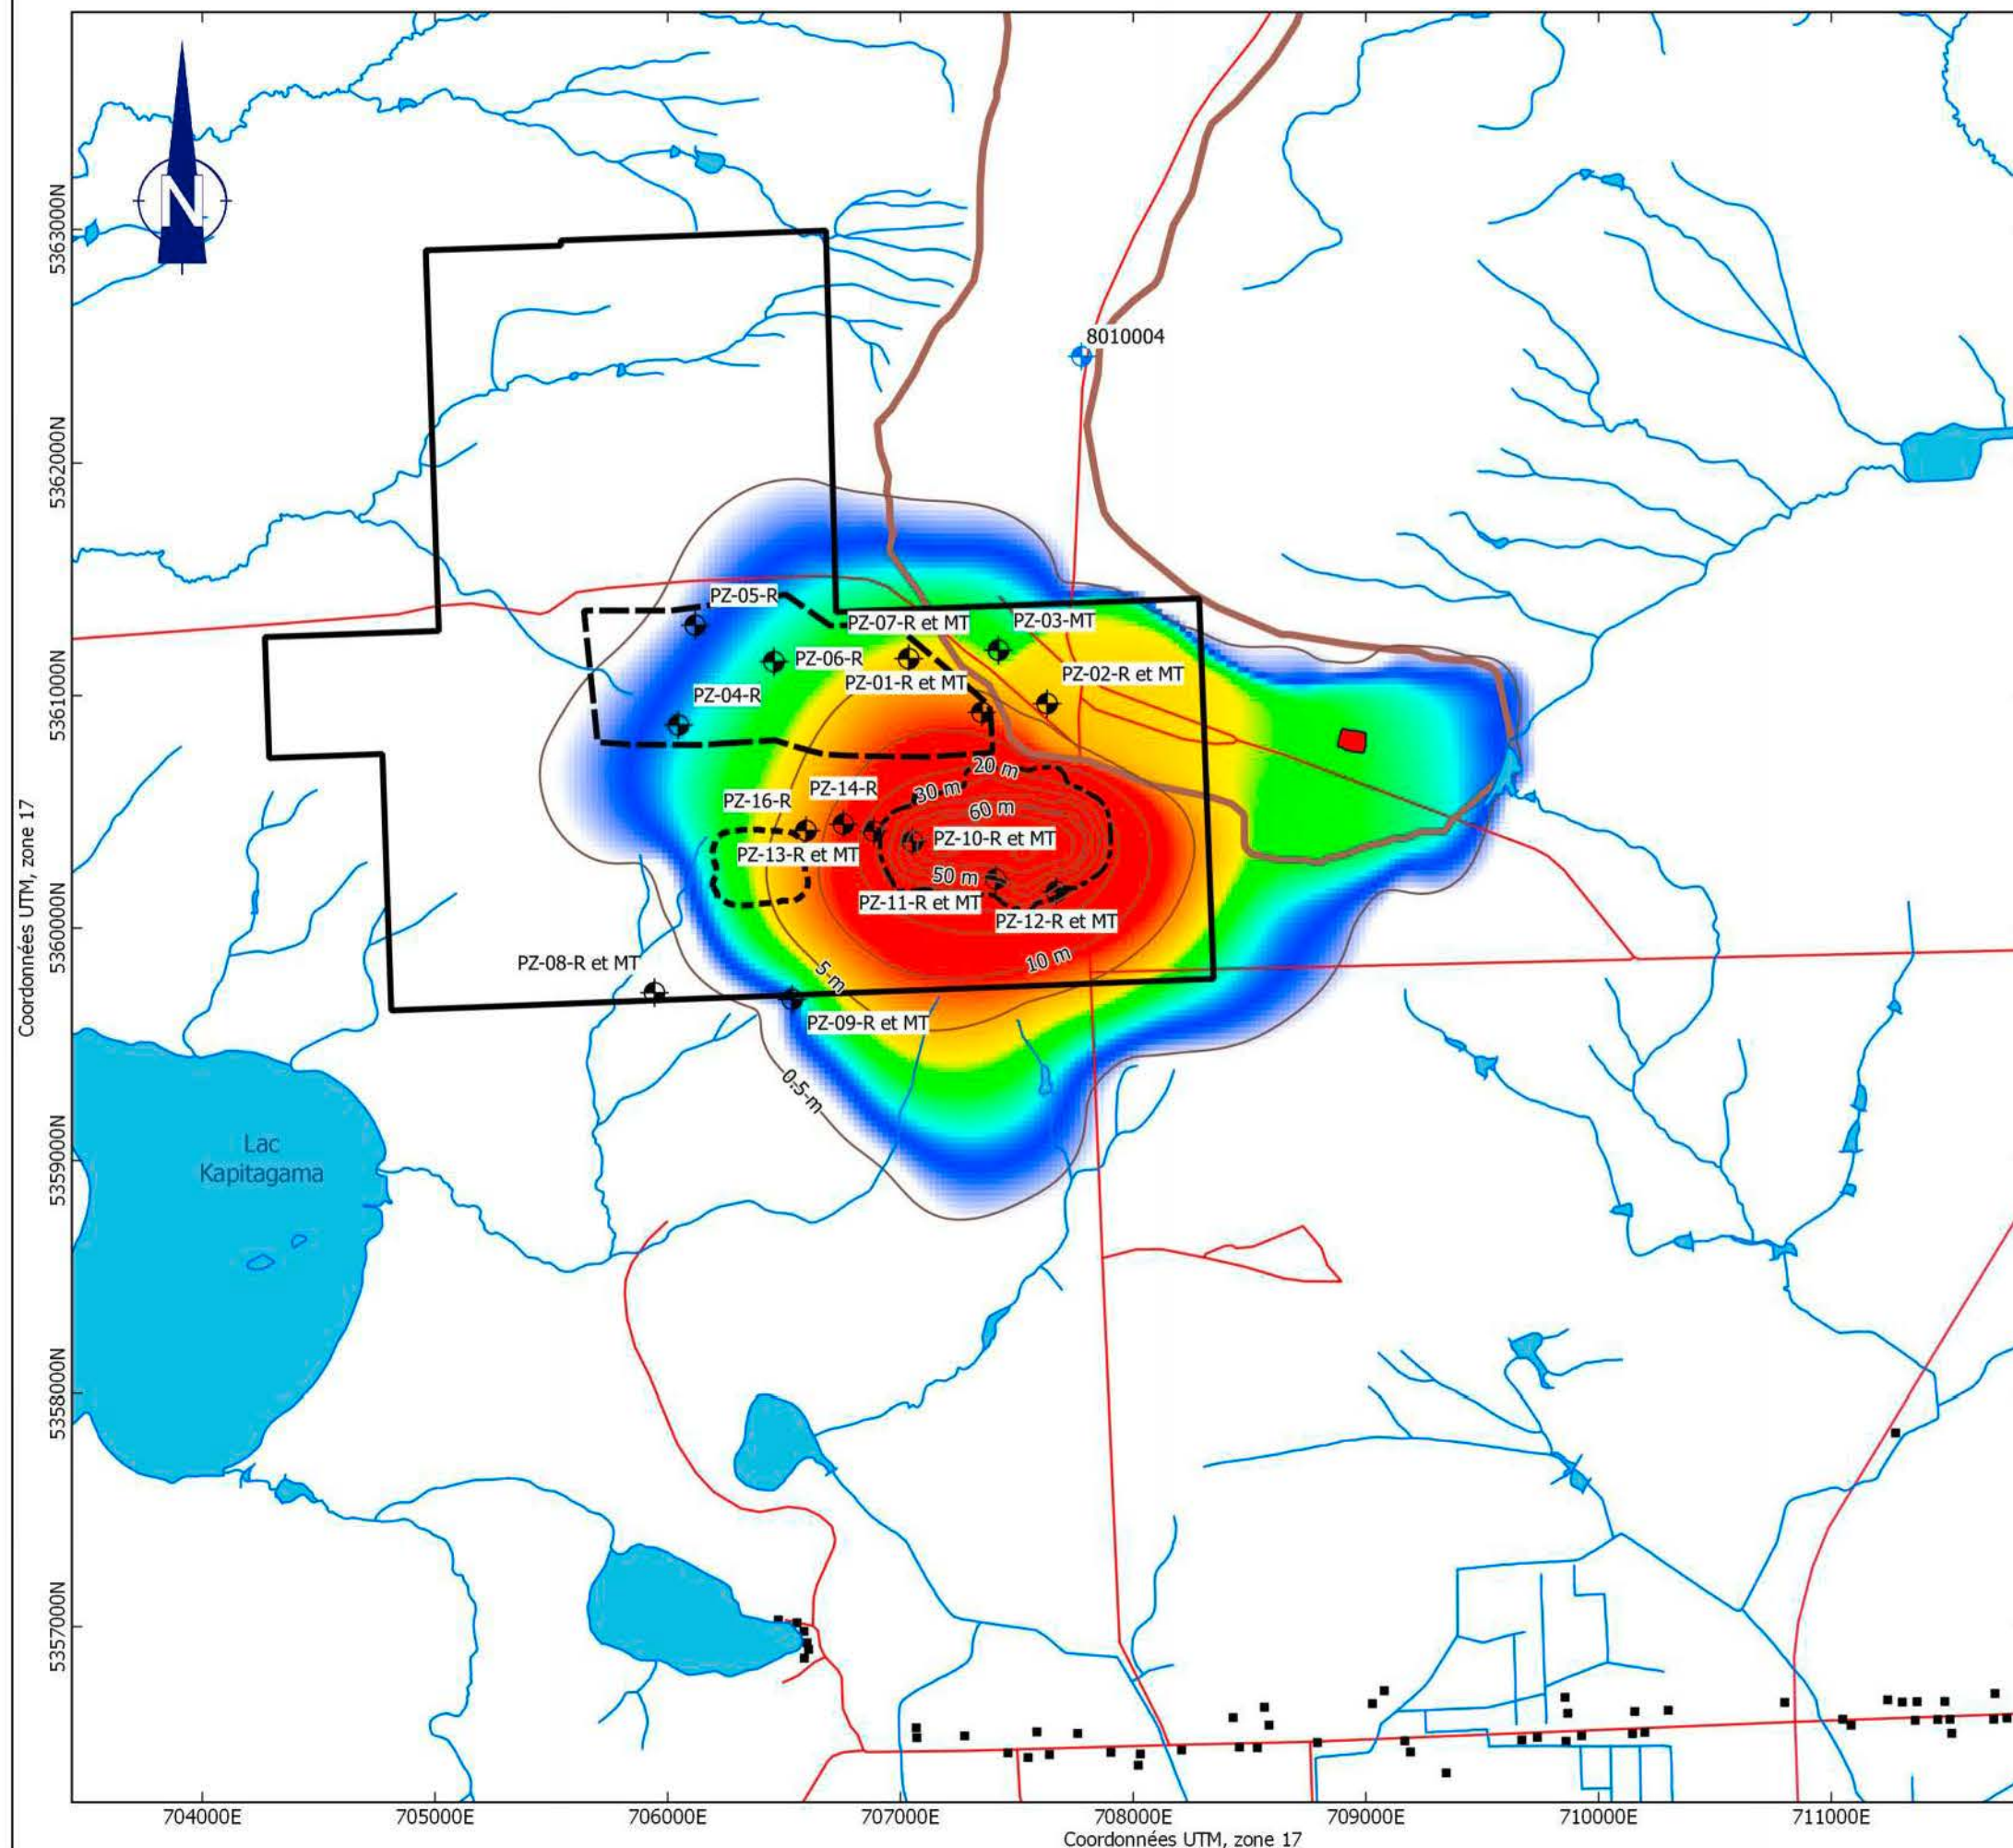 N
5363000N
5362000N
5361000N
5360000N
5359000N
5358000N
5357000N
Coordonnées UTM, zone 17
8010004
PZ-05-R
PZ-07-R et MT
PZ-03-MT
PZ-06-R
PZ-01-R et MT
PZ-02-R et MT
PZ-04-R
20 m
30 m
60 m
PZ-14-R
PZ-16-R
PZ-10-R et MT
PZ-13-R et MT
50 m
PZ-11-R et MT
PZ-12-R et MT
10 m
5-m
PZ-08-R et MT
PZ-09-R et MT
0.5-m
Lac
Kapitagama
704000E
705000E
706000E
707000E
708000E
709000E
710000E
711000E
Coordonnées UTM, zone 17